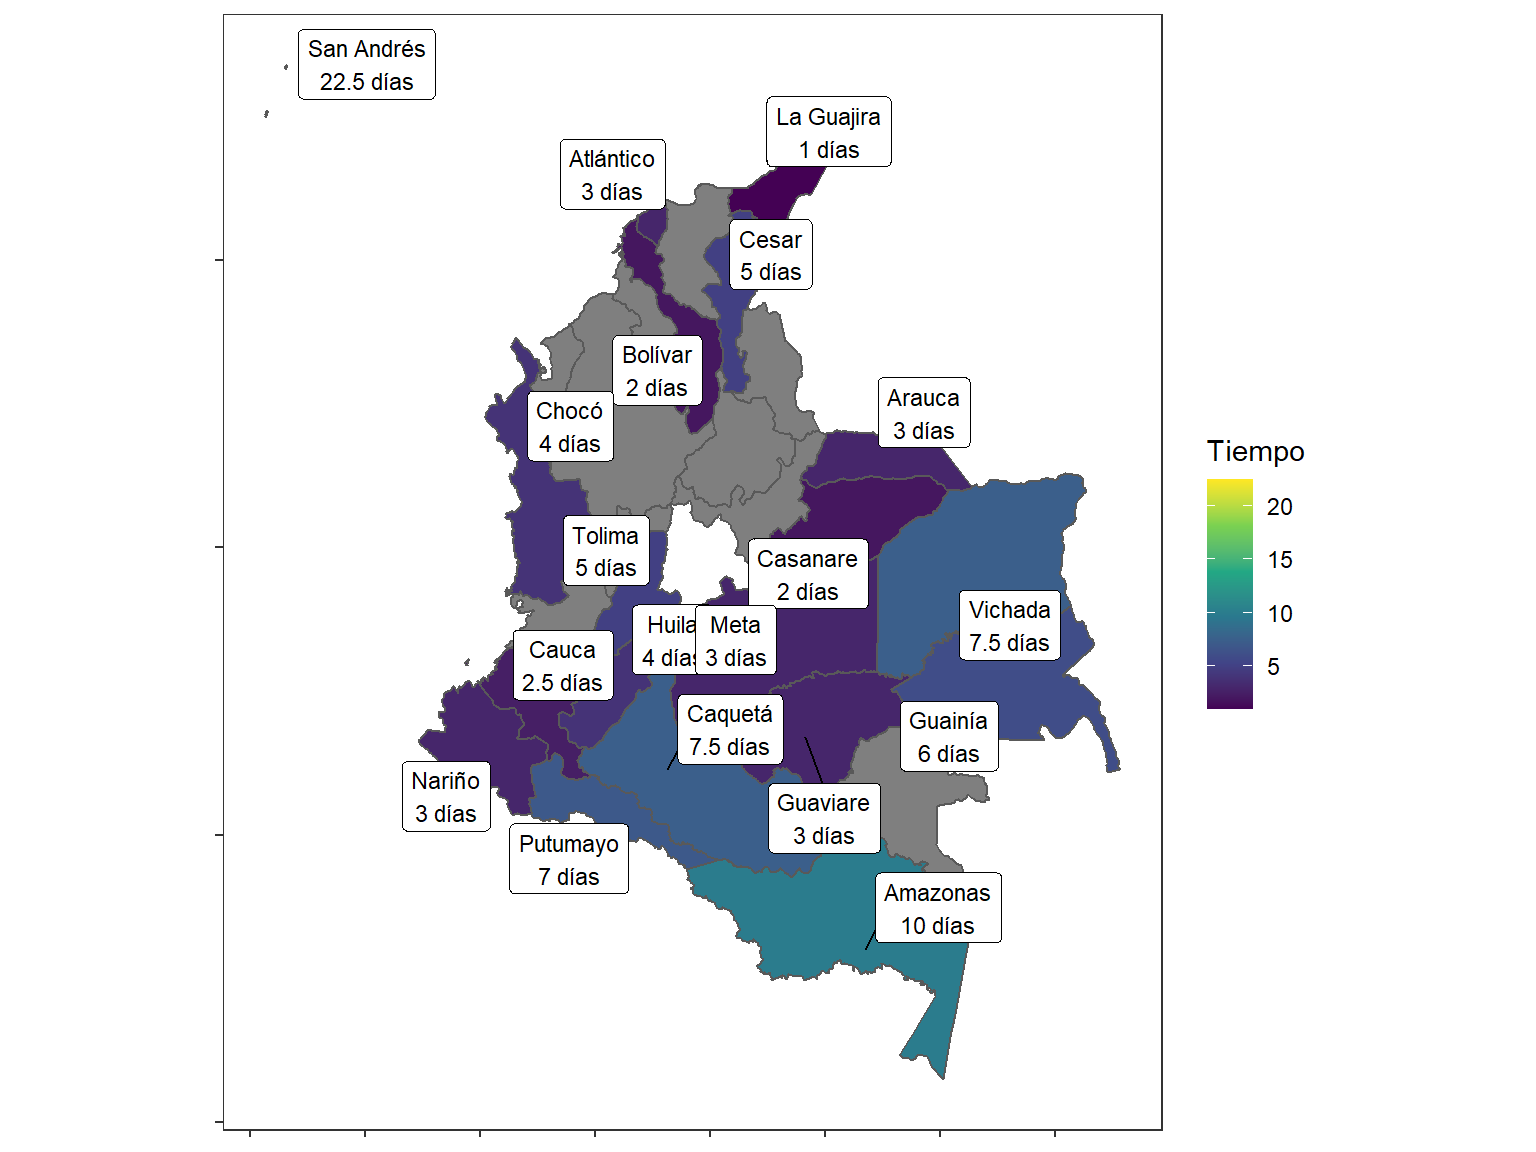 San Andrés
22.5 días
La Guajira
1 días
Atlántico
3 días
Cesar
5 días
Bolívar
2 días
Arauca
3 días
Chocó
4 días
Tiempo
20
15
10
5
Tolima
5 días
Casanare
2 días
Vichada
7.5 días
Huila
4 días
Meta
3 días
Cauca
2.5 días
Caquetá
7.5 días
Guainía
6 días
Nariño
3 días
Guaviare
3 días
Putumayo
7 días
Amazonas
10 días